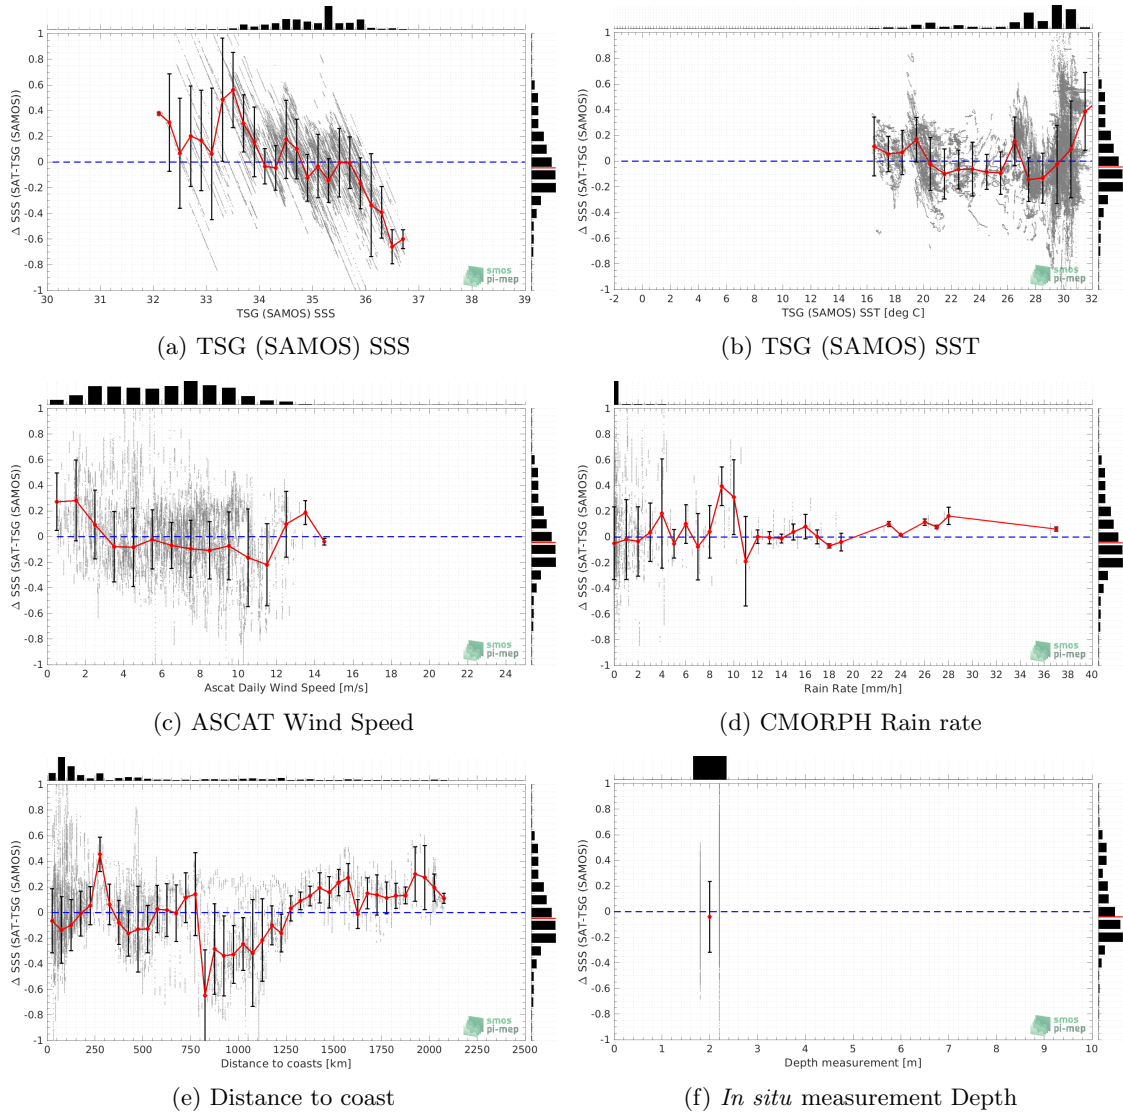 Δ SSS (SAT-TSG (SAMOS))
1
0.8
0.6
0.4
0.2
0
-0.2
-0.4
-0.6
-0.8
-1
30 31 32 33 34 35 36 37 38 39
TSG (SAMOS) SSS
smos
pi-mep
(a) TSG (SAMOS) SSS
Δ SSS (SAT-TSG (SAMOS))
1
0.8
0.6
0.4
0.2
0
-0.2
-0.4
-0.6
-0.8
-1
-2 0 2 4 6 8 10 12 14 16 18 20 22 24 26 28 30 32
TSG (SAMOS) SST [deg C]
smos
pi-mep
(b) TSG (SAMOS) SST
Δ SSS (SAT-TSG (SAMOS))
1
0.8
0.6
0.4
0.2
0
-0.2
-0.4
-0.6
-0.8
-1
0 2 4 6 8 10 12 14 16 18 20 22 24
Ascat Daily Wind Speed [m/s]
smos
pi-mep
(c) ASCAT Wind Speed
Δ SSS (SAT-TSG (SAMOS))
1
0.8
0.6
0.4
0.2
0
-0.2
-0.4
-0.6
-0.8
-1
0 2 4 6 8 10 12 14 16 18 20 22 24 26 28 30 32 34 36 38 40
Rain Rate [mm/h]
smos
pi-mep
(d) CMORPH Rain rate
Δ SSS (SAT-TSG (SAMOS))
1
0.8
0.6
0.4
0.2
0
-0.2
-0.4
-0.6
-0.8
-1
0 250 500 750 1000 1250 1500 1750 2000 2250 2500
Distance to coasts [km]
smos
pi-mep
(e) Distance to coast
Δ SSS (SAT-TSG (SAMOS))
1
0.8
0.6
0.4
0.2
0
-0.2
-0.4
-0.6
-0.8
-1
0 1 2 3 4 5 6 7 8 9 10
Depth measurement [m]
smos
pi-mep
(f) In situ measurement Depth